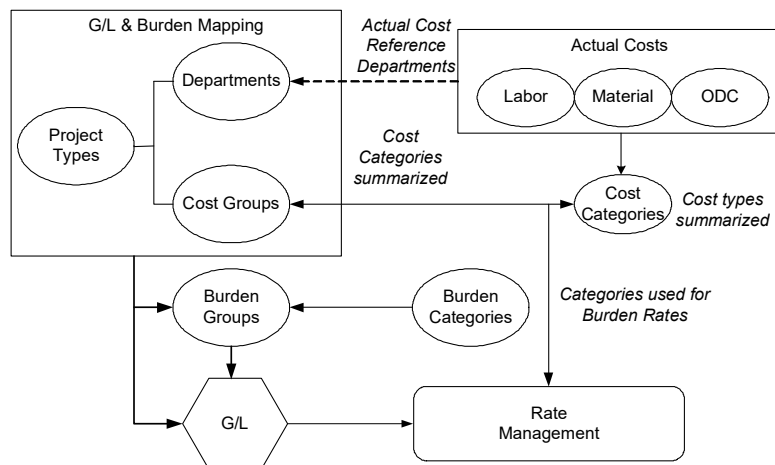 G/L & Burden Mapping
Departments
Project
Types
Cost Groups
Actual Cost
Reference
Departments
Actual Costs
Labor
Material
ODC
Cost
Categories
summarized
Cost
Categories
Cost types
summarized
Burden
Groups
Burden
Categories
Categories used for
Burden Rates
G/L
Rate
Management